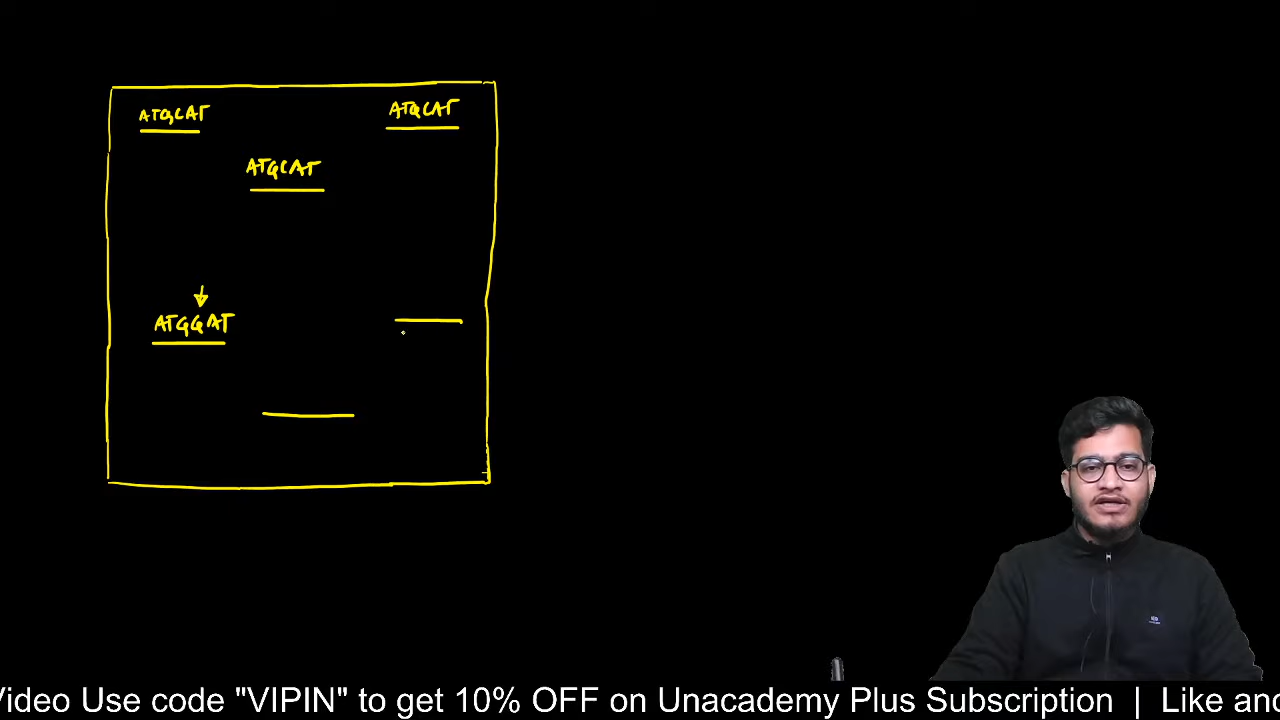 ATGCAT
ATGCAT
ATGCAT
ATGGAT
Video Use code "VIPIN" to get 10% OFF on Unacademy Plus Subscription | Like and